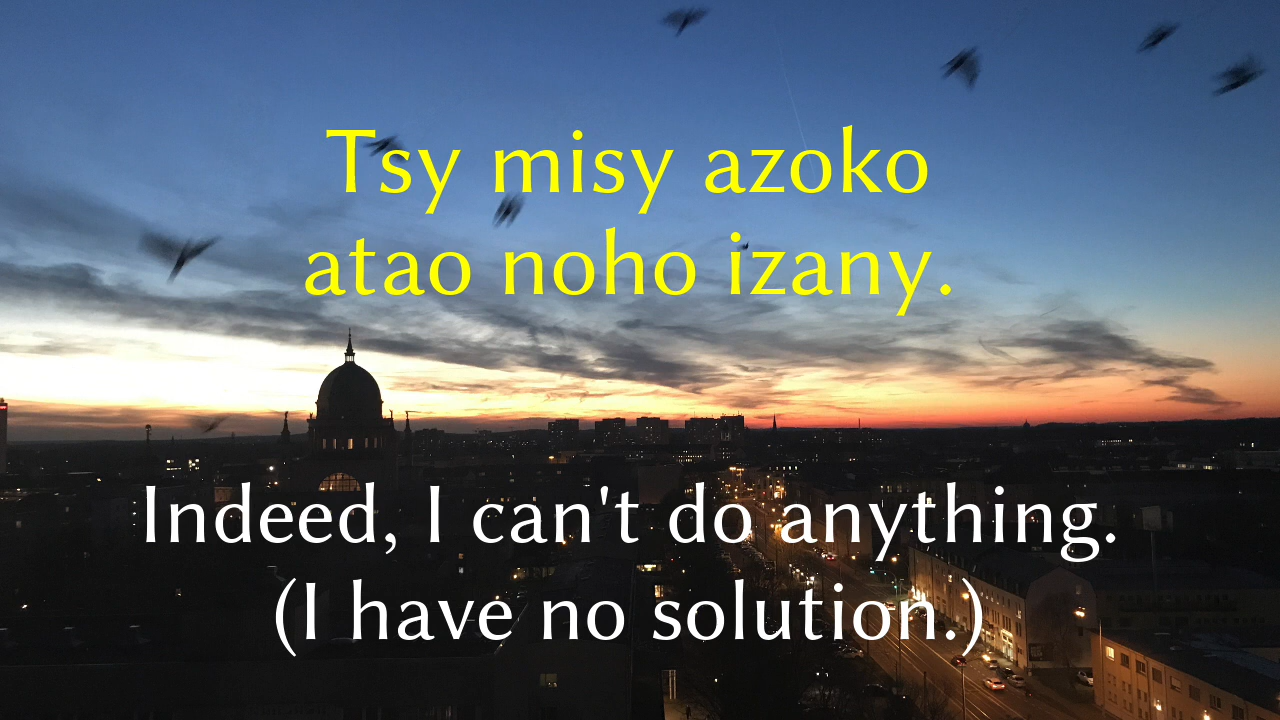 Tsy misy azoko
atao noho izany.
Indeed, I can't do anything.
(I have no solution.)